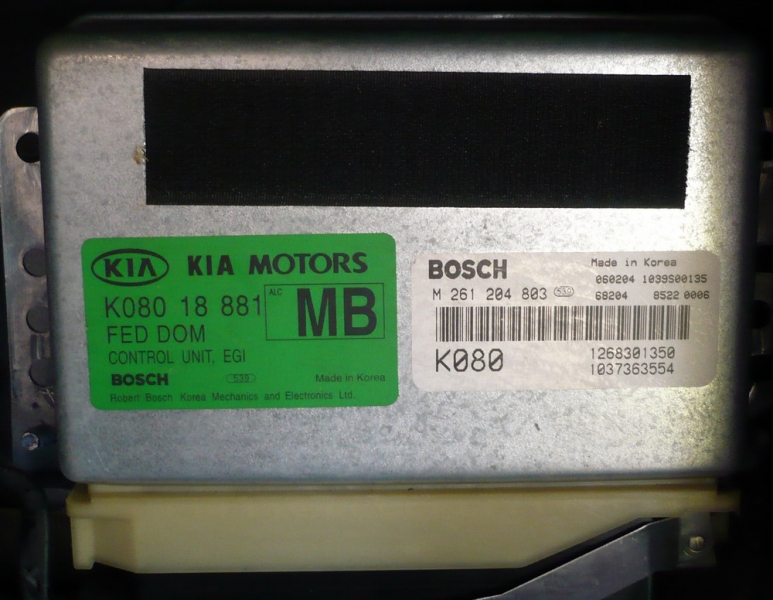 KIA KIA MOTORS
K080 18 881
ALC
MB
FED DOM
CONTROL UNIT, EGI
BOSCH 535 Made in Korea
Robert Bosch Korea Mechanics and Electronics Ltd.
BOSCH
Made in Korea
060204 1039S00135
M 261 204 803 535 68204 8522 0006
K080
1268301350
1037363554